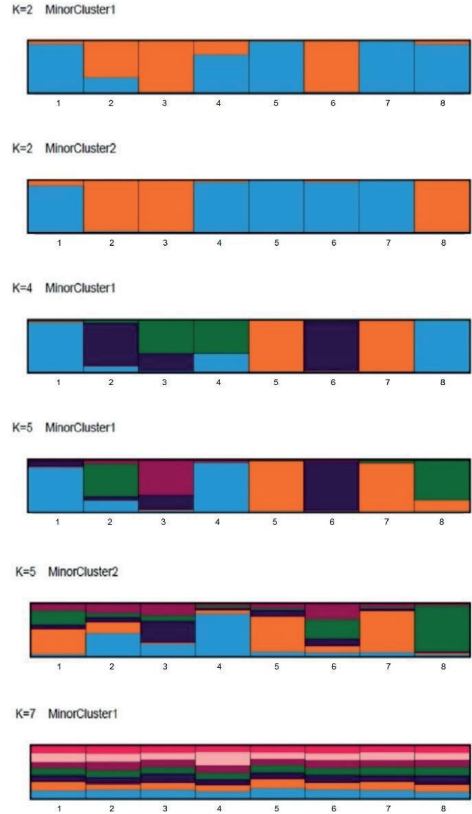 K=2 MinorCluster1
1 2 3 4 5 6 7 8
K=2 MinorCluster2
1 2 3 4 5 6 7 8
K=4 MinorCluster1
1 2 3 4 5 6 7 8
K=5 MinorCluster1
1 2 3 4 5 6 7 8
K=5 MinorCluster2
1 2 3 4 5 6 7 8
K=7 MinorCluster1
1 2 3 4 5 6 7 8